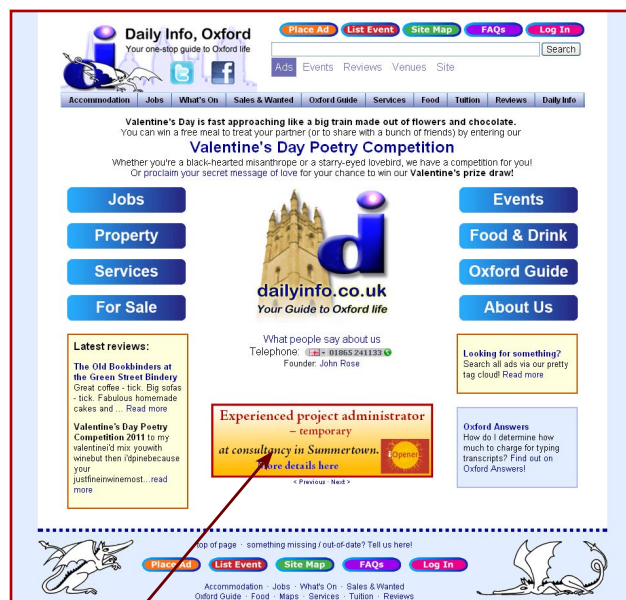 Daily Info, Oxford
Your one-stop guide to Oxford life
Place Ad List Event Site Map FAQs Log In
Search
Ads Events Reviews Venues Site
Accommodation Jobs What's On Sales & Wanted Oxford Guide Services Food Tuition Reviews Daily Info
Valentine's Day is fast approaching like a big train made out of flowers and chocolate.
You can win a free meal to treat your partner (or to share with a bunch of friends) by entering our
Valentine's Day Poetry Competition
Whether you're a black-hearted misanthrope or a starry-eyed lovebird, we have a competition for you!
Or proclaim your secret message of love for your chance to win our Valentine's prize draw!
Jobs
Property
Services
For Sale
di
dailyinfo.co.uk
Your Guide to Oxford life
Events
Food & Drink
Oxford Guide
About Us
What people say about us
Telephone: 01865 241133
Founder: John Rose
Latest reviews:
The Old Bookbinders at
the Green Street Bindery
Great coffee - tick. Big sofas
- tick. Fabulous homemade
cakes and ... Read more
Valentine's Day Poetry
Competition 2011 to my
valentinei'd mix youwith
winebut then i'dpinebecause
your
justfineinwinemost...read
more
Experienced project administrator
– temporary
at consultancy in Summertown.
More details here
iOpener
< Previous · Next >
Looking for something?
Search all ads via our pretty
tag cloud! Read more
Oxford Answers
How do I determine how
much to charge for typing
transcripts? Find out on
Oxford Answers!
top of page · something missing / out-of-date? Tell us here!
Place Ad List Event Site Map FAQs Log In
Accommodation · Jobs · What's On · Sales & Wanted
Oxford Guide · Food · Maps · Services · Tuition · Reviews